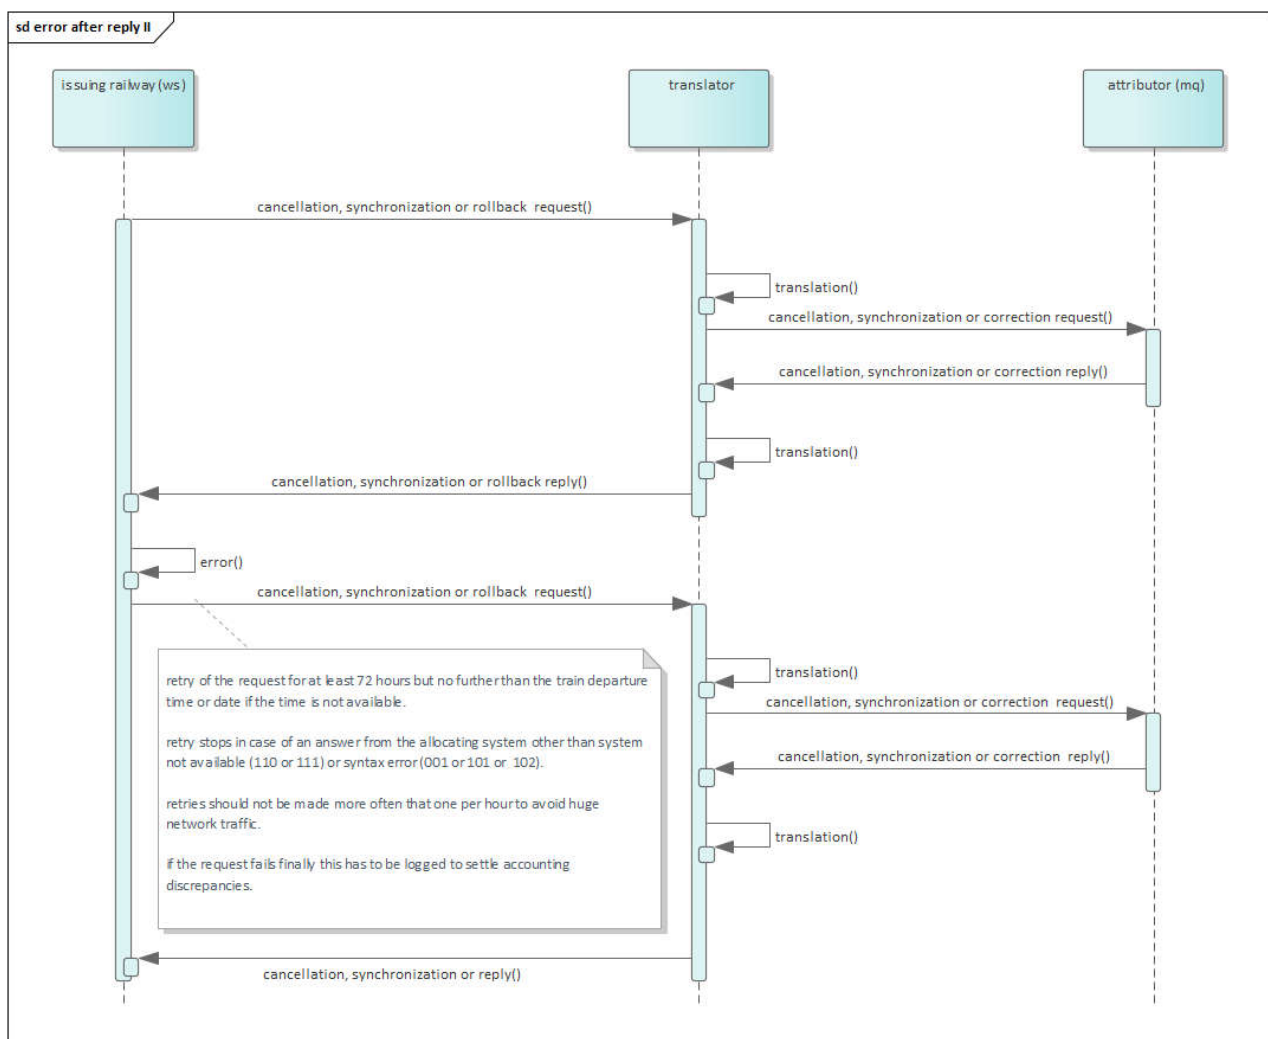 sd error after reply II
issuing railway (ws)
translator
attributor (mq)
cancellation, synchronization or rollback request()
translation()
cancellation, synchronization or correction request()
cancellation, synchronization or correction reply()
translation()
cancellation, synchronization or rollback reply()
error()
cancellation, synchronization or rollback request()
retry of the request for at least 72 hours but no further than the train departure
time or date if the time is not available.
retry stops in case of an answer from the allocating system other than system
not available (110 or 111) or syntax error (001 or 101 or 102).
retries should not be made more often that one per hour to avoid huge
network traffic.
if the request fails finally this has to be logged to settle accounting
discrepancies.
translation()
cancellation, synchronization or correction request()
cancellation, synchronization or correction reply()
translation()
cancellation, synchronization or reply()